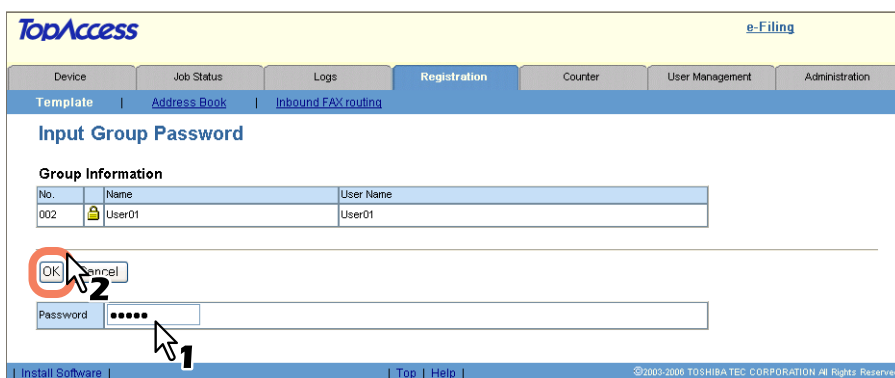 TopAccess
e-Filing
Device Job Status Logs Registration Counter User Management Administration
Template | Address Book | Inbound FAX routing
Input Group Password
Group Information
No. Name User Name
002 User01 User01
OK Cancel
2
Password •••••
1
| Install Software | | Top | Help | ©2003-2006 TOSHIBA TEC CORPORATION All Rights Reserve